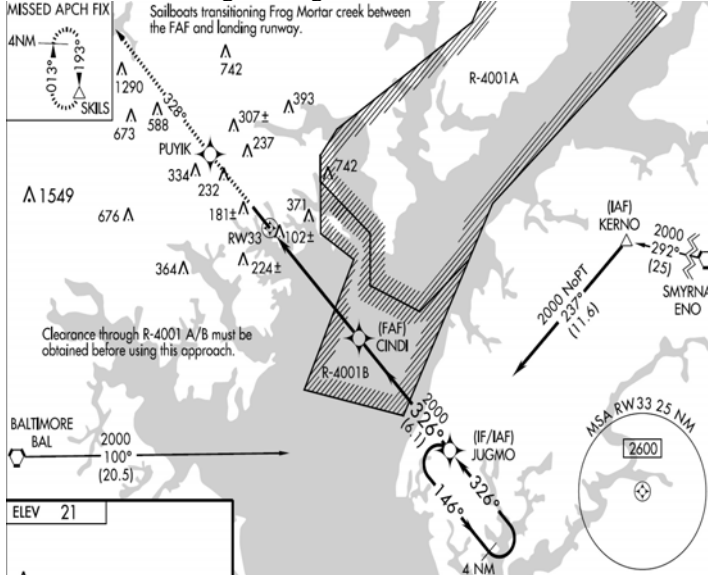 MISSED APCH FIX
4NM
013°
193°
SKILS
Sailboats transitioning Frog Mortar creek between
the FAF and landing runway.
1290
742
R-4001A
328°
588
673
307±
393
PUYIK
237
334
232
742
1549
676
181±
371
RW33
102±
364
224±
(IAF)
KERNO
2000
292°
(25)
SMYRNA
ENO
2000 NoPT
237°
(11.6)
Clearance through R-4001 A/B must be
obtained before using this approach.
(FAF)
CINDI
R-4001B
2000
326°
(6.1)
(IF/IAF)
JUGMO
MSA RW33 25 NM
2600
BALTIMORE
BAL
2000
100°
(20.5)
146°
326°
4 NM
ELEV 21